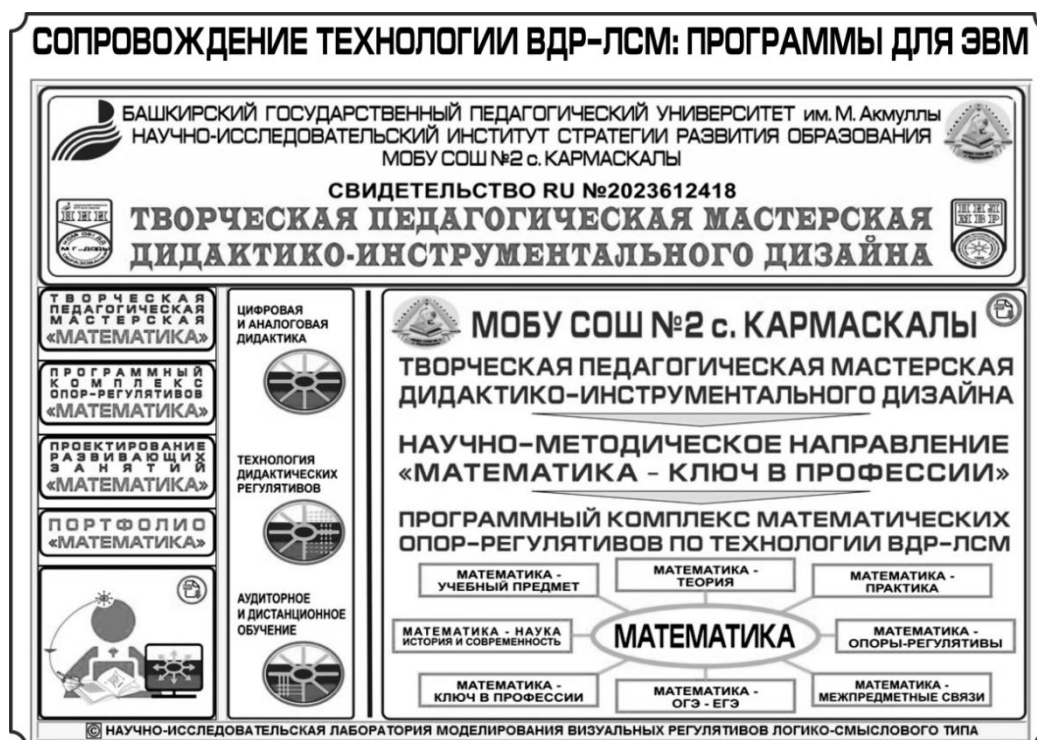 СОПРОВОЖДЕНИЕ ТЕХНОЛОГИИ ВДР-ЛСМ: ПРОГРАММЫ ДЛЯ ЭВМ
БАШКИРСКИЙ ГОСУДАРСТВЕННЫЙ ПЕДАГОГИЧЕСКИЙ УНИВЕРСИТЕТ им. М. Акмуллы
НАУЧНО-ИССЛЕДОВАТЕЛЬСКИЙ ИНСТИТУТ СТРАТЕГИИ РАЗВИТИЯ ОБРАЗОВАНИЯ
МОБУ СОШ №2 с. КАРМАСКАЛЫ
СВИДЕТЕЛЬСТВО RU №2023612418
ТВОРЧЕСКАЯ ПЕДАГОГИЧЕСКАЯ МАСТЕРСКАЯ
ДИДАКТИКО-ИНСТРУМЕНТАЛЬНОГО ДИЗАЙНА
ТВОРЧЕСКАЯ
ПЕДАГОГИЧЕСКАЯ
МАСТЕРСКАЯ
«МАТЕМАТИКА»
ПРОГРАММНЫЙ
КОМПЛЕКС
ОПОР-РЕГУЛЯТИВОВ
«МАТЕМАТИКА»
ПРОЕКТИРОВАНИЕ
РАЗВИВАЮЩИХ
ЗАНЯТИЙ
«МАТЕМАТИКА»
ПОРТФОЛИО
«МАТЕМАТИКА»
ЦИФРОВАЯ
И АНАЛОГОВАЯ
ДИДАКТИКА
ТЕХНОЛОГИЯ
ДИДАКТИЧЕСКИХ
РЕГУЛЯТИВОВ
АУДИТОРНОЕ
И ДИСТАНЦИОННОЕ
ОБУЧЕНИЕ
МОБУ СОШ №2 с. КАРМАСКАЛЫ
ТВОРЧЕСКАЯ ПЕДАГОГИЧЕСКАЯ МАСТЕРСКАЯ
ДИДАКТИКО-ИНСТРУМЕНТАЛЬНОГО ДИЗАЙНА
НАУЧНО-МЕТОДИЧЕСКОЕ НАПРАВЛЕНИЕ
«МАТЕМАТИКА - КЛЮЧ В ПРОФЕССИИ»
ПРОГРАММНЫЙ КОМПЛЕКС МАТЕМАТИЧЕСКИХ
ОПОР-РЕГУЛЯТИВОВ ПО ТЕХНОЛОГИИ ВДР-ЛСМ
МАТЕМАТИКА -
УЧЕБНЫЙ ПРЕДМЕТ
МАТЕМАТИКА -
ТЕОРИЯ
МАТЕМАТИКА -
ПРАКТИКА
МАТЕМАТИКА - НАУКА
ИСТОРИЯ И СОВРЕМЕННОСТЬ
МАТЕМАТИКА
МАТЕМАТИКА -
ОПОРЫ-РЕГУЛЯТИВЫ
МАТЕМАТИКА -
КЛЮЧ В ПРОФЕССИИ
МАТЕМАТИКА -
ОГЭ - ЕГЭ
МАТЕМАТИКА -
МЕЖПРЕДМЕТНЫЕ СВЯЗИ
© НАУЧНО-ИССЛЕДОВАТЕЛЬСКАЯ ЛАБОРАТОРИЯ МОДЕЛИРОВАНИЯ ВИЗУАЛЬНЫХ РЕГУЛЯТИВОВ ЛОГИКО-СМЫСЛОВОГО ТИПА